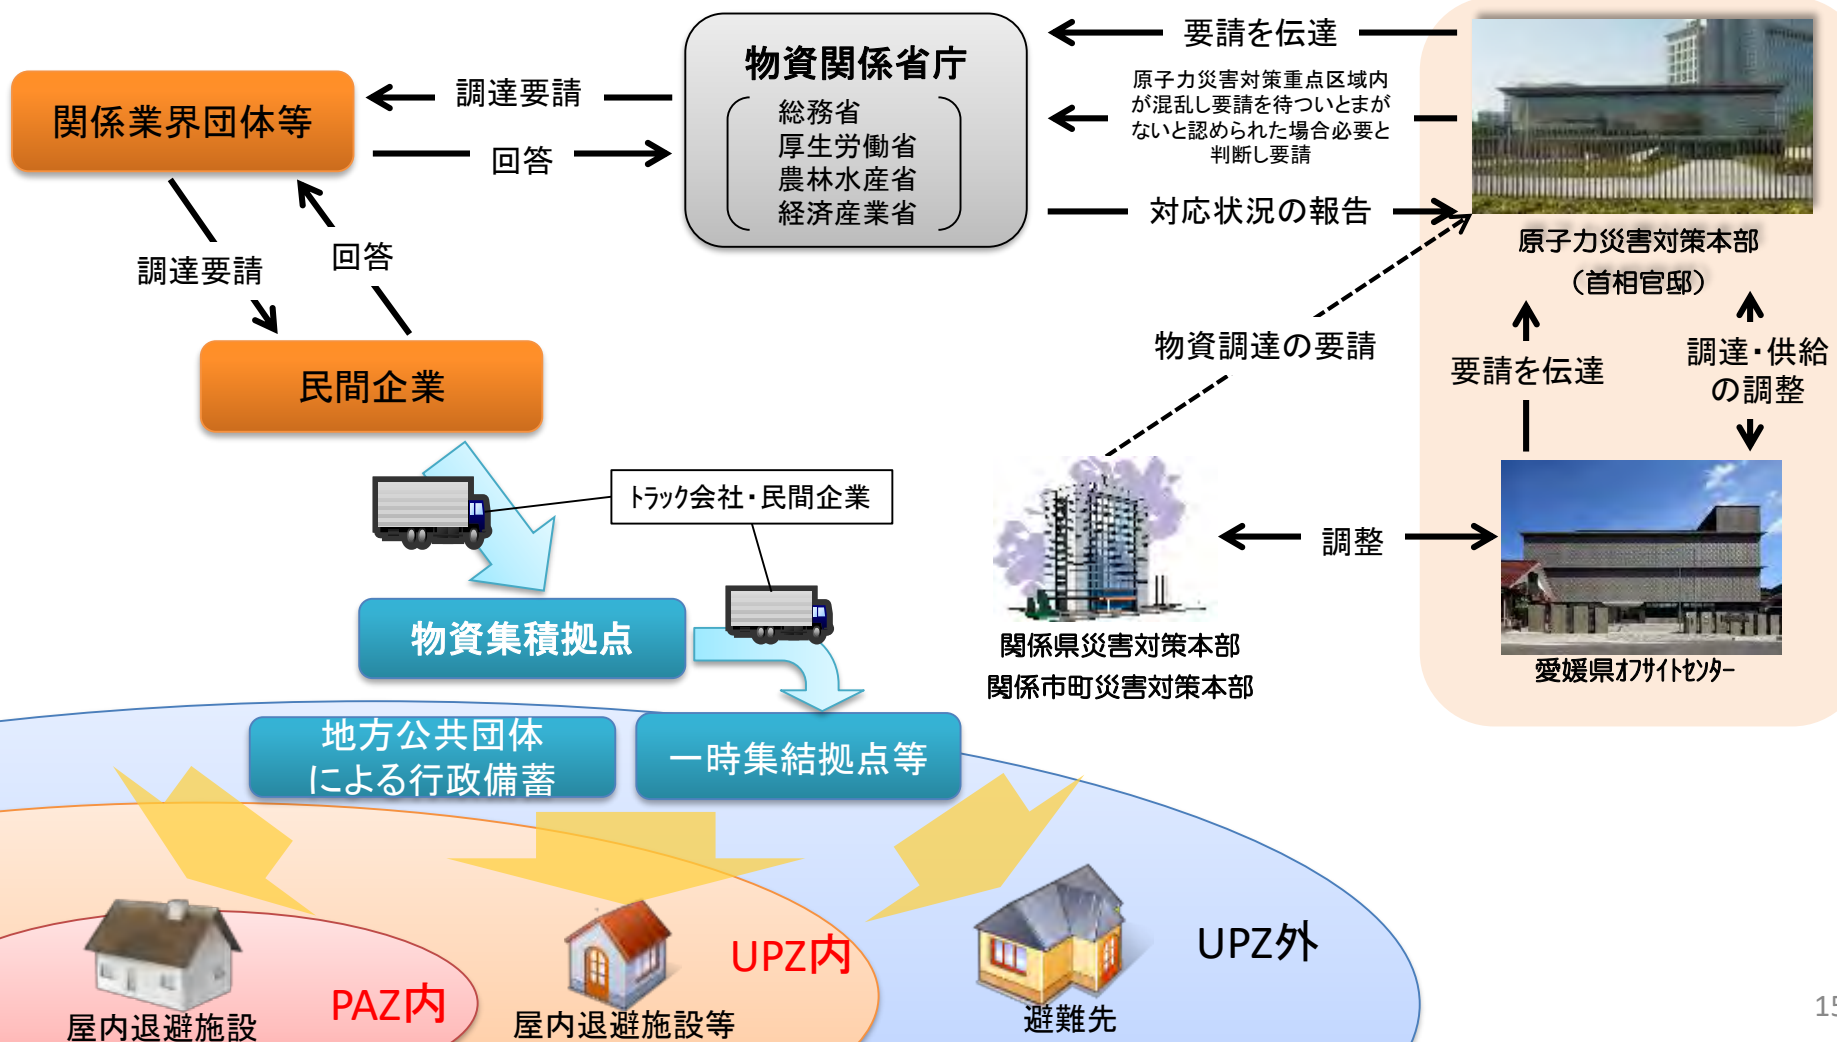 要請を伝達
物資関係省庁
総務省
厚生労働省
農林水産省
経済産業省
関係業界団体等
調達要請
回答
原子力災害対策重点区域内
が混乱し要請を待ついとまが
ないと認められた場合必要と
判断し要請
対応状況の報告
原子力災害対策本部
（首相官邸）
調達要請
回答
物資調達の要請
要請を伝達
調達・供給
の調整
民間企業
トラック会社・民間企業
調整
物資集積拠点
関係県災害対策本部
関係市町災害対策本部
愛媛県オフサイトセンター
地方公共団体
による行政備蓄
一時集結拠点等
UPZ内
UPZ外
PAZ内
屋内退避施設
屋内退避施設等
避難先
15